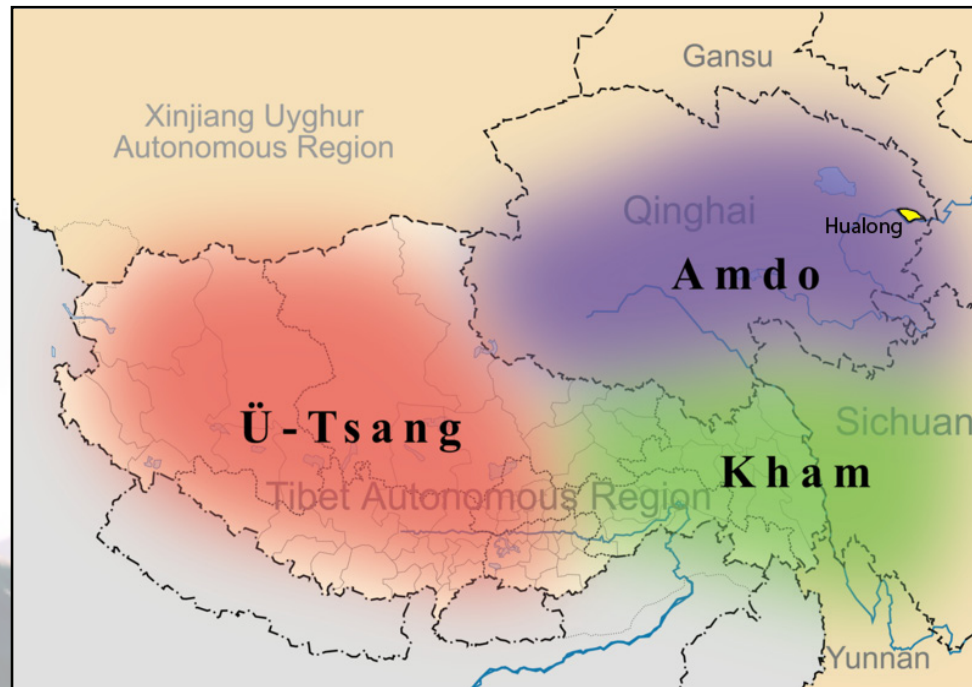 Gansu
Xinjiang Uyghur
Autonomous Region
Qinghai
Hualong
Amdo
Ü-Tsang
Sichuan
Kham
Tibet Autonomous Region
Yunnan